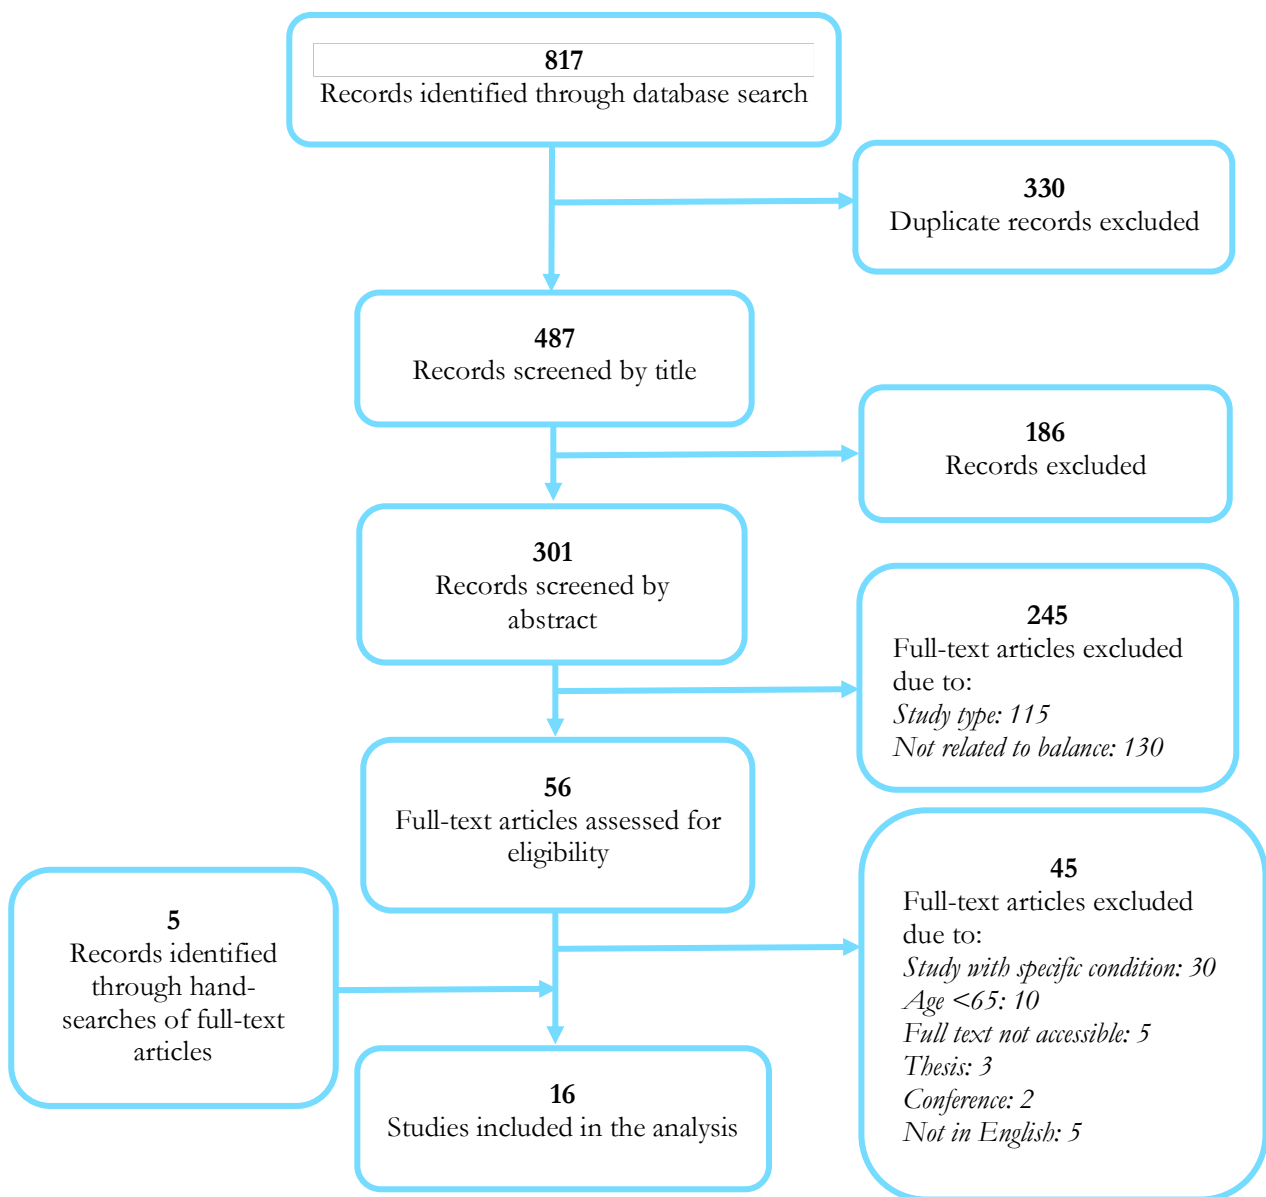 817
Records identified through database search
330
Duplicate records excluded
487
Records screened by title
186
Records excluded
301
Records screened by
abstract
245
Full-text articles excluded
due to:
Study type: 115
Not related to balance: 130
56
Full-text articles assessed for
eligibility
45
Full-text articles excluded
due to:
Study with specific condition: 30
Age <65: 10
Full text not accessible: 5
Thesis: 3
Conference: 2
Not in English: 5
5
Records identified
through hand-
searches of full-text
articles
16
Studies included in the analysis